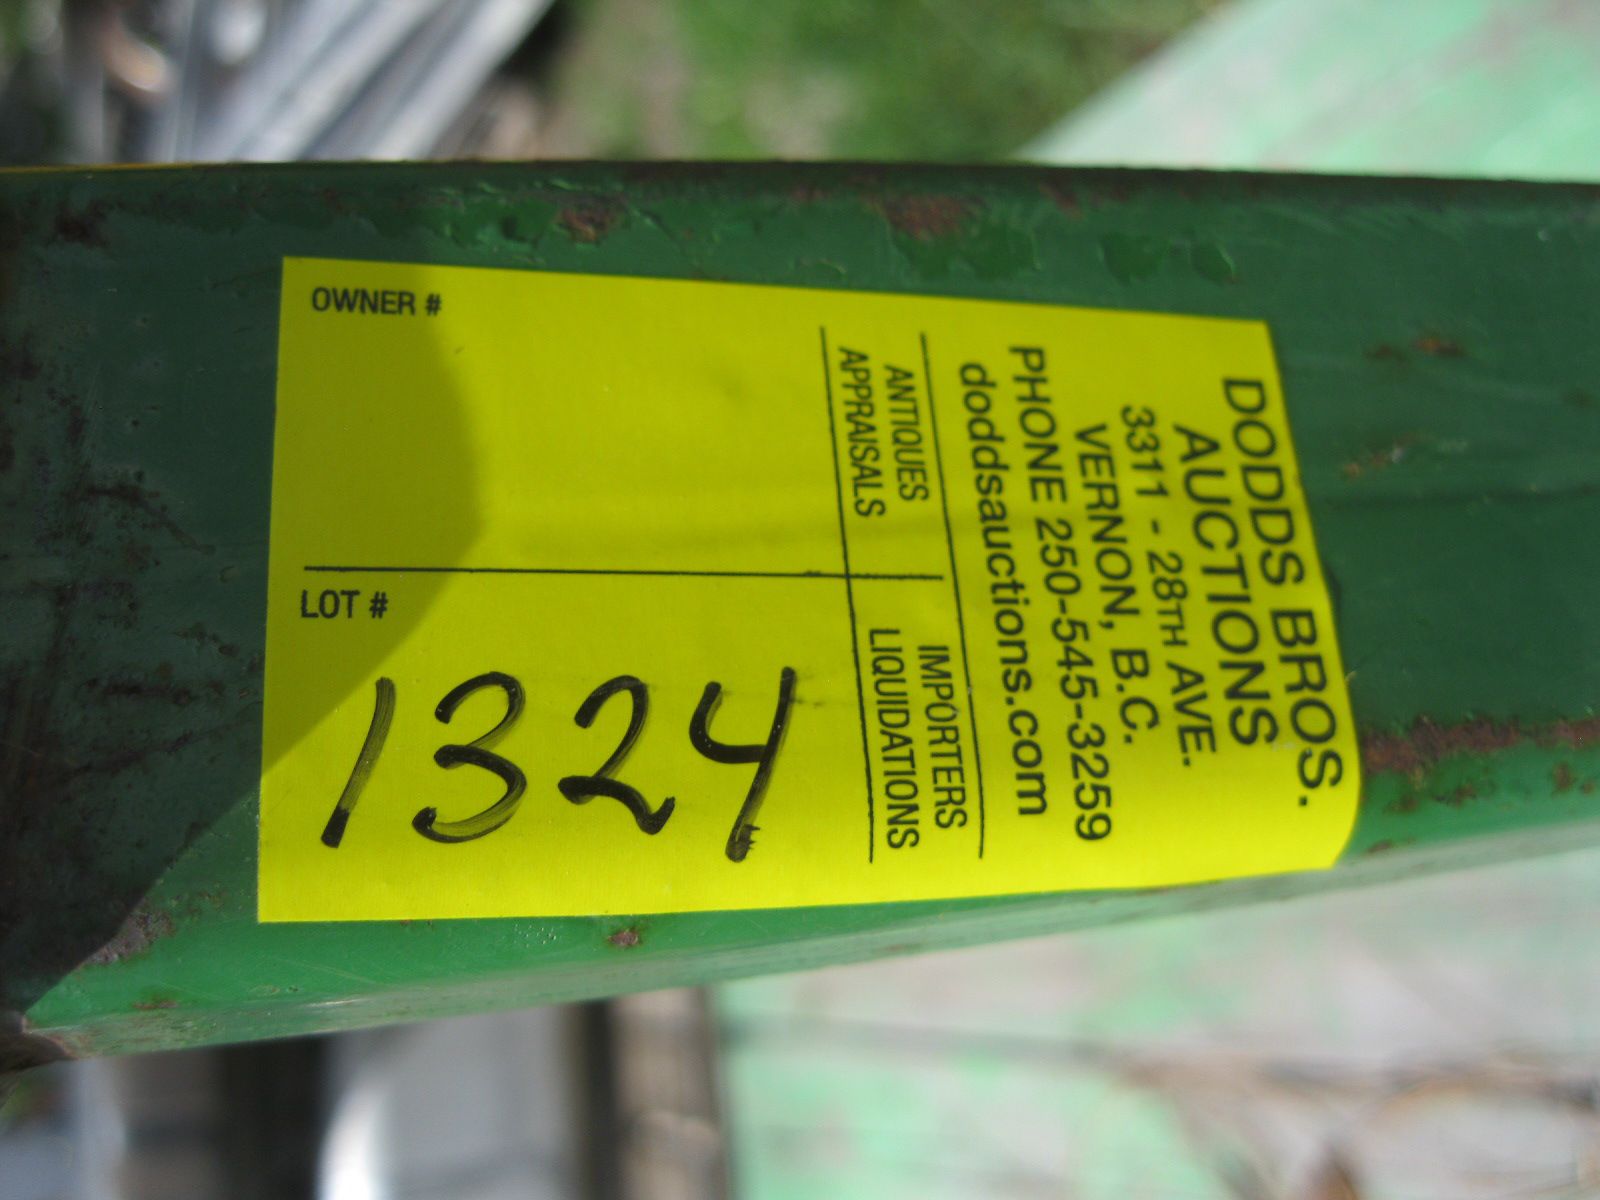 DODDS BROS.
AUCTIONS
3311 - 28TH AVE.
VERNON, B.C.
PHONE 250-545-3259
doddsauctions.com
ANTIQUES
APPRAISALS
IMPORTERS
LIQUIDATIONS
OWNER #
LOT #
1324